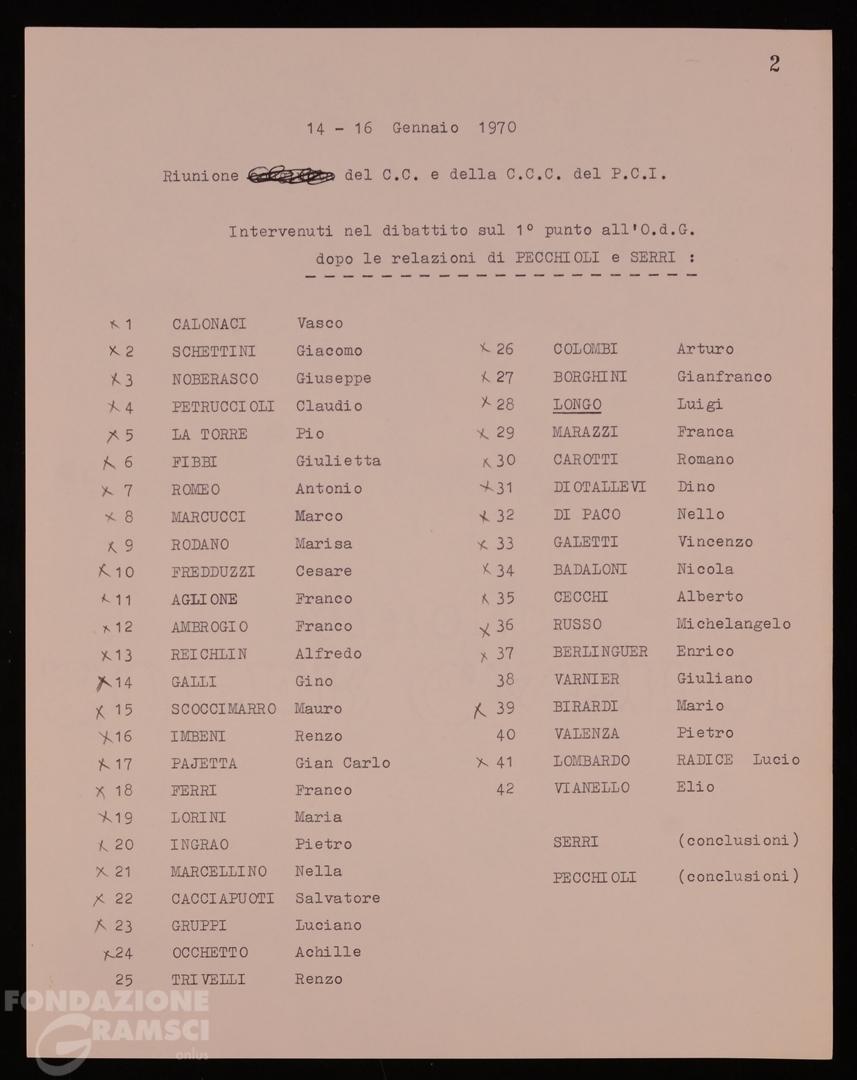 2
14 - 16 Gennaio 1970
Riunione del C.C. e della C.C.C. del P.C.I.
Intervenuti nel dibattito sul 1° punto all'O.d.G.
dopo le relazioni di PECCHIOLI e SERRI :
x 1 CALONACI Vasco
x 2 SCHETTINI Giacomo
x 3 NOBERASCO Giuseppe
x 4 PETRUCCIOLI Claudio
x 5 LA TORRE Pio
x 6 FIBBI Giulietta
x 7 ROMEO Antonio
x 8 MARCUCCI Marco
x 9 RODANO Marisa
x 10 FREDDUZZI Cesare
x 11 AGLIONE Franco
x 12 AMBROGIO Franco
x 13 REICHLIN Alfredo
x 14 GALLI Gino
x 15 SCOCCIMARRO Mauro
x 16 IMBENI Renzo
x 17 PAJETTA Gian Carlo
x 18 FERRI Franco
x 19 LORINI Maria
x 20 INGRAO Pietro
x 21 MARCELLINO Nella
x 22 CACCIAPUOTI Salvatore
x 23 GRUPPI Luciano
x 24 OCCHETTO Achille
25 TRIVELLI Renzo
x 26 COLOMBI Arturo
x 27 BORGHINI Gianfranco
x 28 LONGO Luigi
x 29 MARAZZI Franca
x 30 CAROTTI Romano
x 31 DIOTALLEVI Dino
x 32 DI PACO Nello
x 33 GALETTI Vincenzo
x 34 BADALONI Nicola
x 35 CECCHI Alberto
x 36 RUSSO Michelangelo
x 37 BERLINGUER Enrico
38 VARNIER Giuliano
x 39 BIRARDI Mario
40 VALENZA Pietro
x 41 LOMBARDO RADICE Lucio
42 VIANELLO Elio
SERRI (conclusioni)
PECCHIOLI (conclusioni)
FONDAZIONE
GRAMSCI
onlus